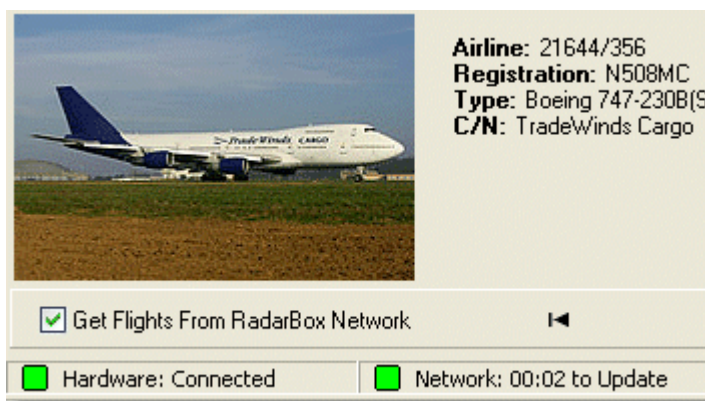 TradeWinds CARGO
Airline: 21644/356
Registration: N508MC
Type: Boeing 747-230B(S
C/N: TradeWinds Cargo
Get Flights From RadarBox Network
Hardware: Connected
Network: 00:02 to Update